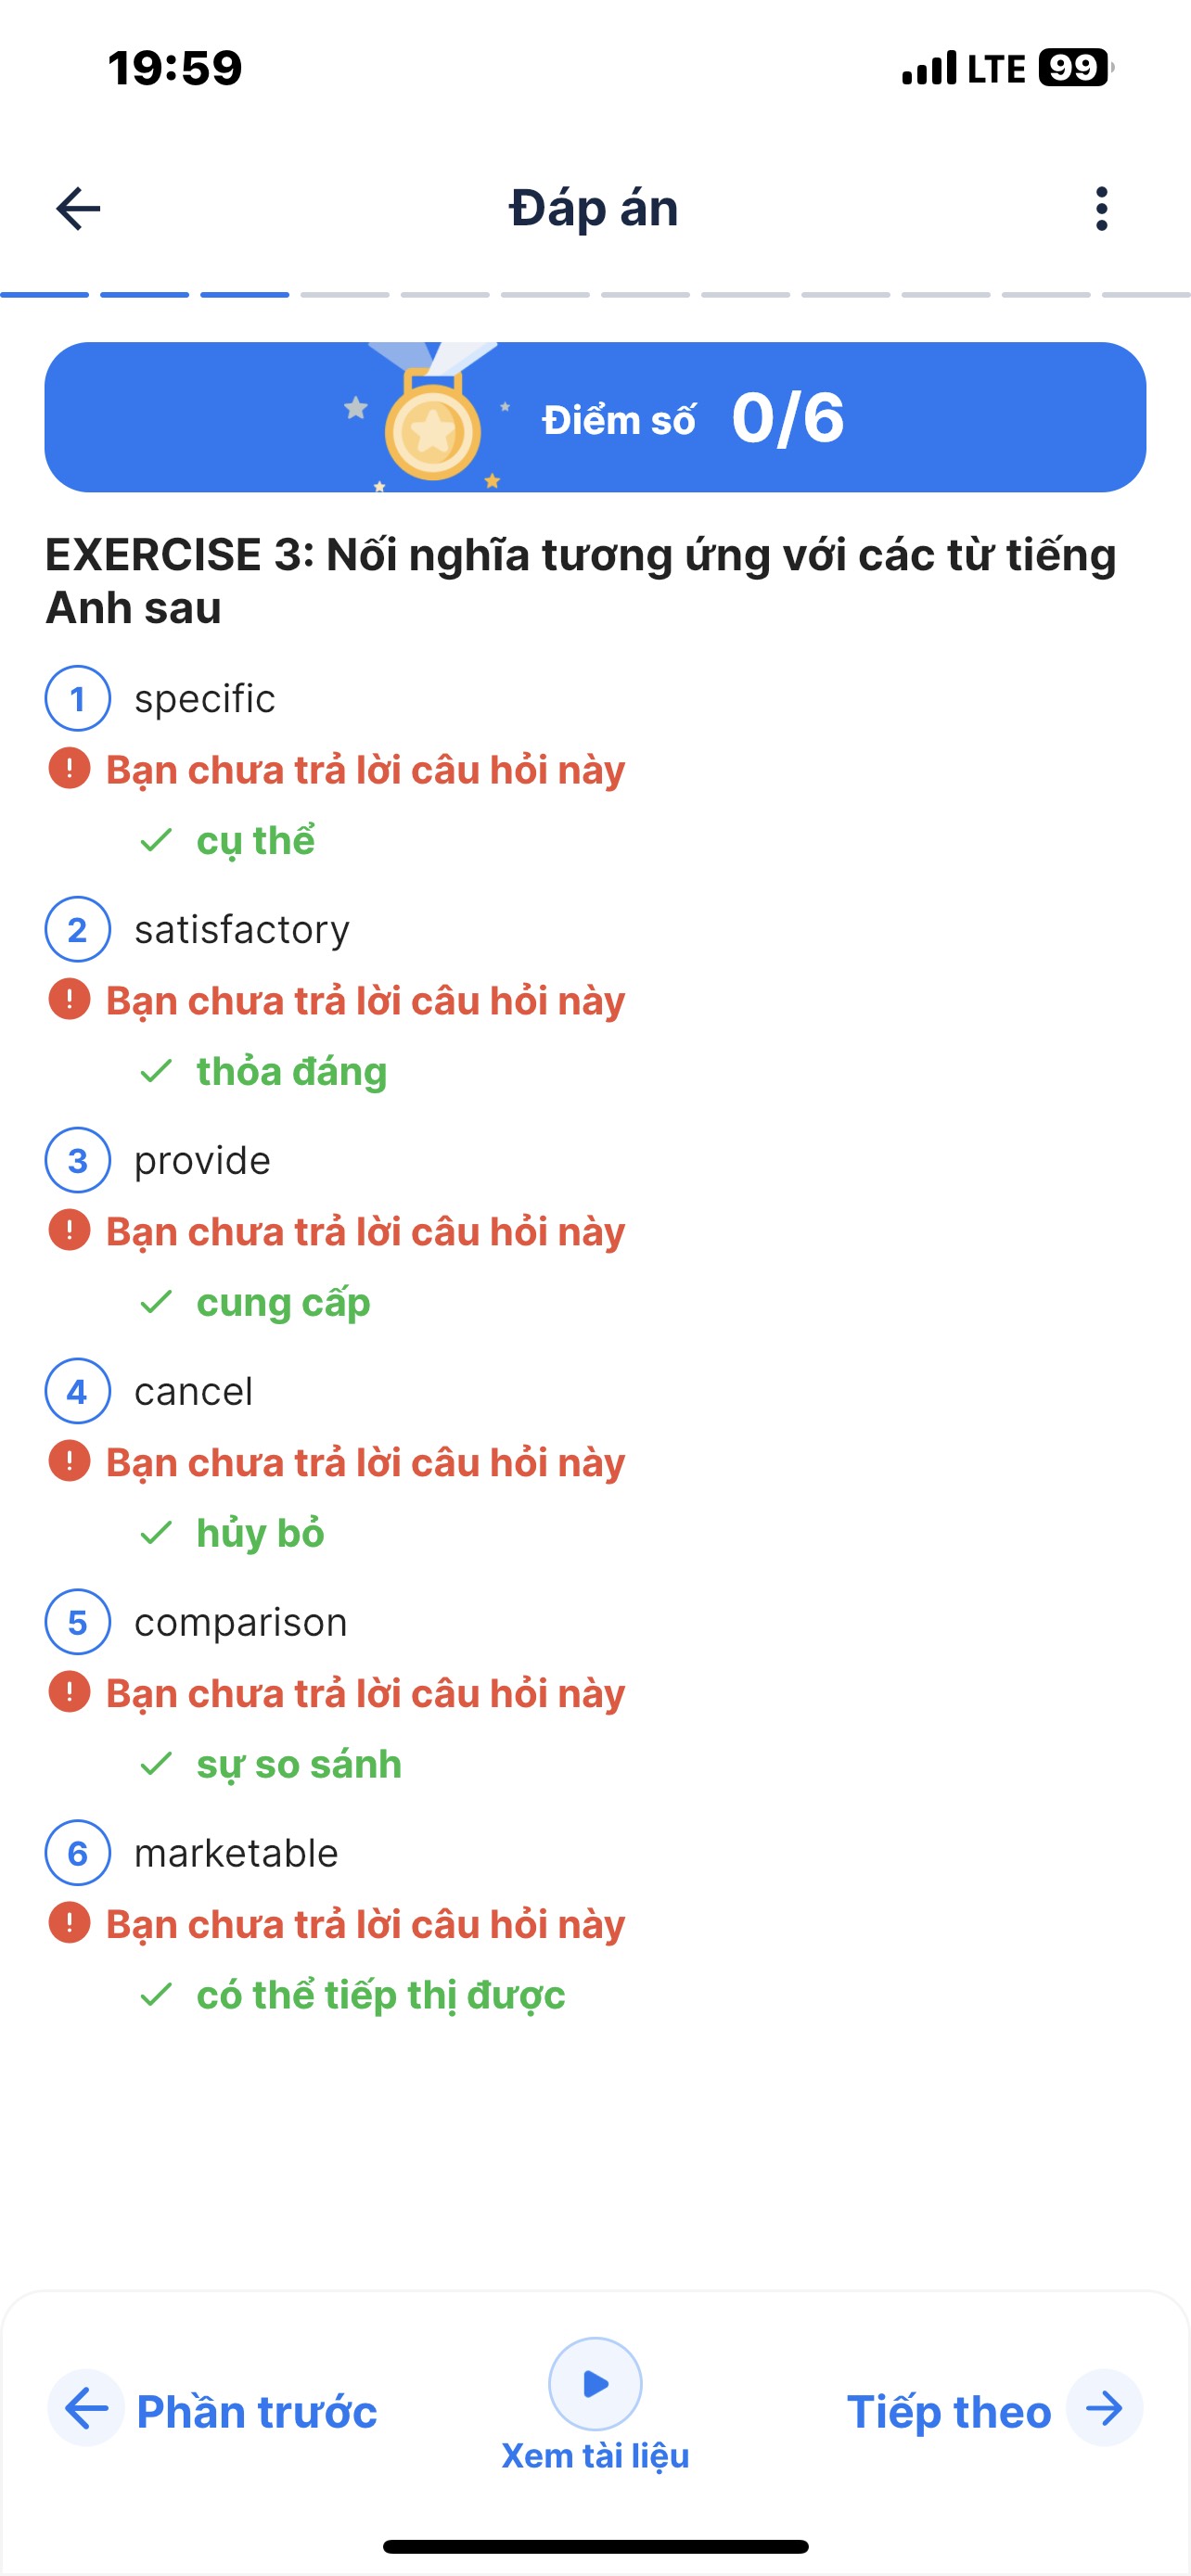 19:59
LTE 99
Đáp án
Điểm số 0/6
EXERCISE 3: Nối nghĩa tương ứng với các từ tiếng
Anh sau
1 specific
! Bạn chưa trả lời câu hỏi này
cụ thể
2 satisfactory
! Bạn chưa trả lời câu hỏi này
thỏa đáng
3 provide
! Bạn chưa trả lời câu hỏi này
cung cấp
4 cancel
! Bạn chưa trả lời câu hỏi này
hủy bỏ
5 comparison
! Bạn chưa trả lời câu hỏi này
sự so sánh
6 marketable
! Bạn chưa trả lời câu hỏi này
có thể tiếp thị được
Phần trước
Xem tài liệu
Tiếp theo